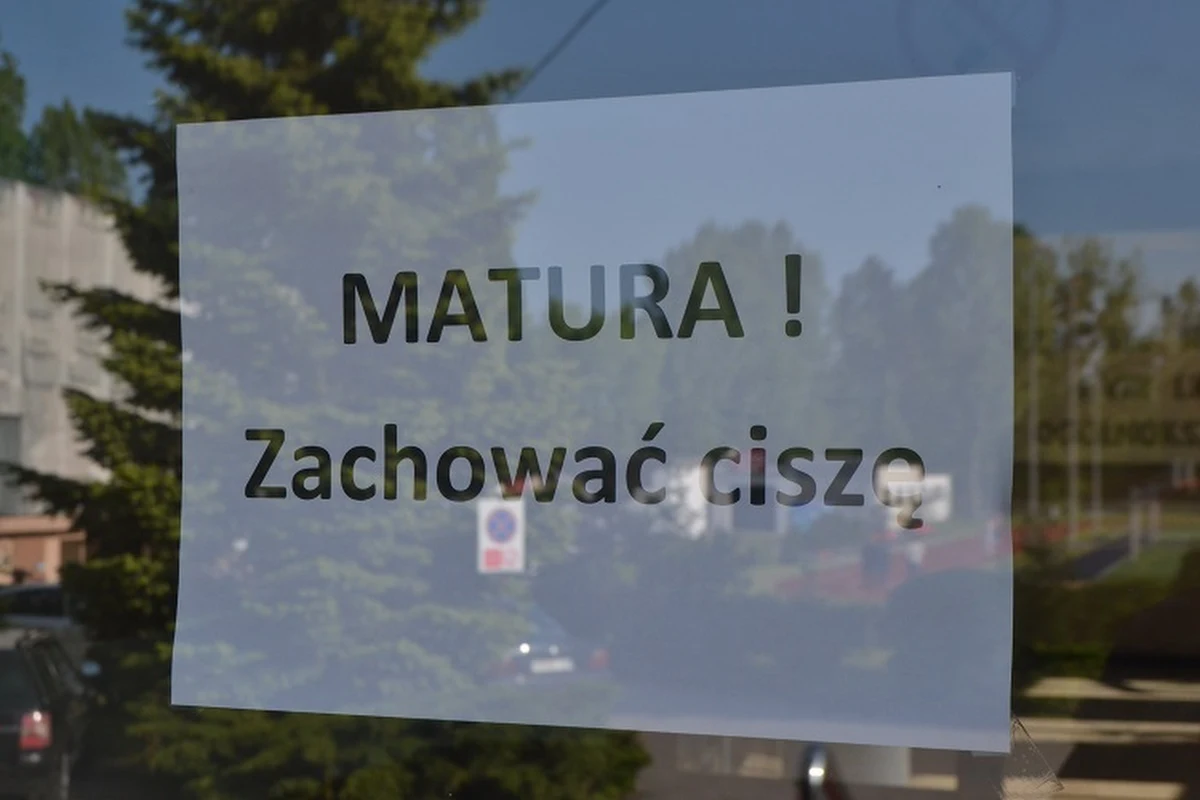 MATURA !
Zachować ciszę